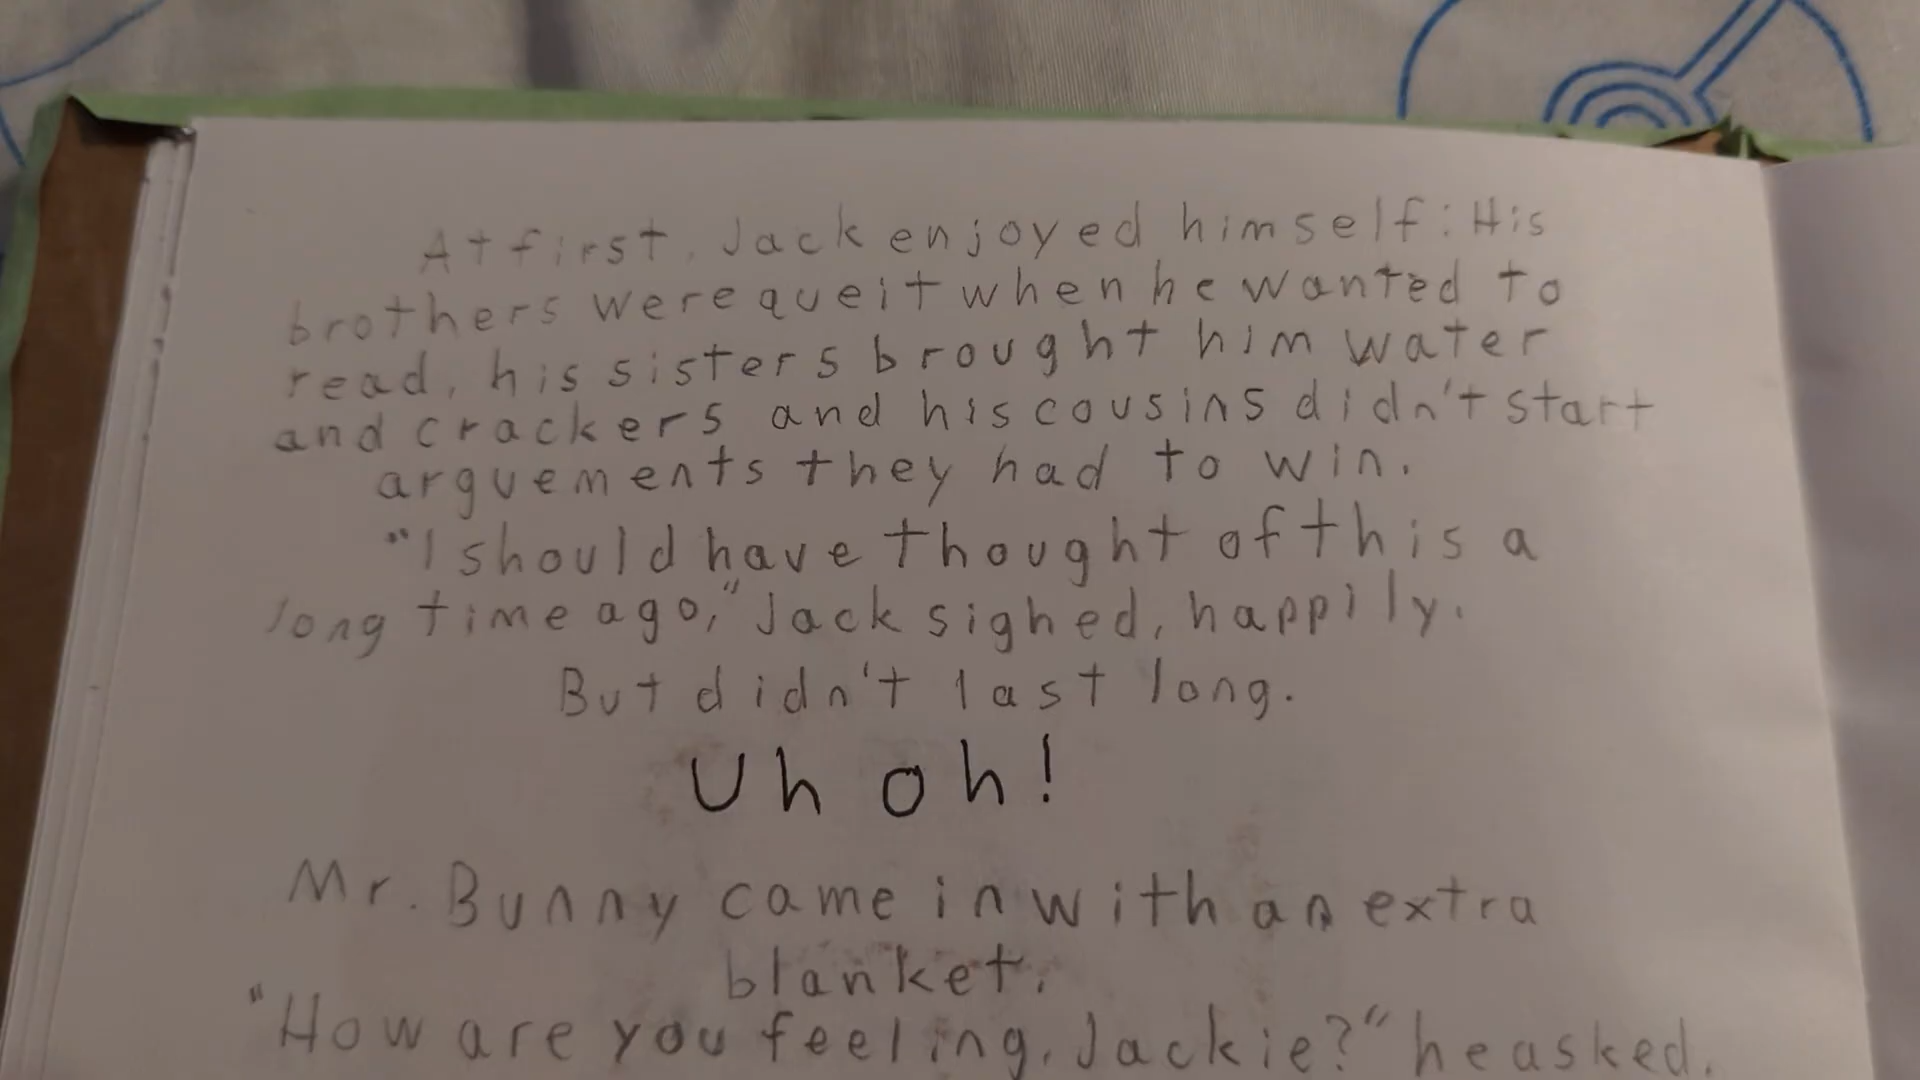 At first, Jack enjoyed himself: His
brothers were queit when he wanted to
read, his sisters brought him water
and crackers and his cousins didn't start
arguements they had to win.
"I should have thought of this a
long time ago," Jack sighed, happily.
But didn't last long.
Uh oh!
Mr. Bunny came in with an extra
blanket.
"How are you feeling, Jackie?" he asked.